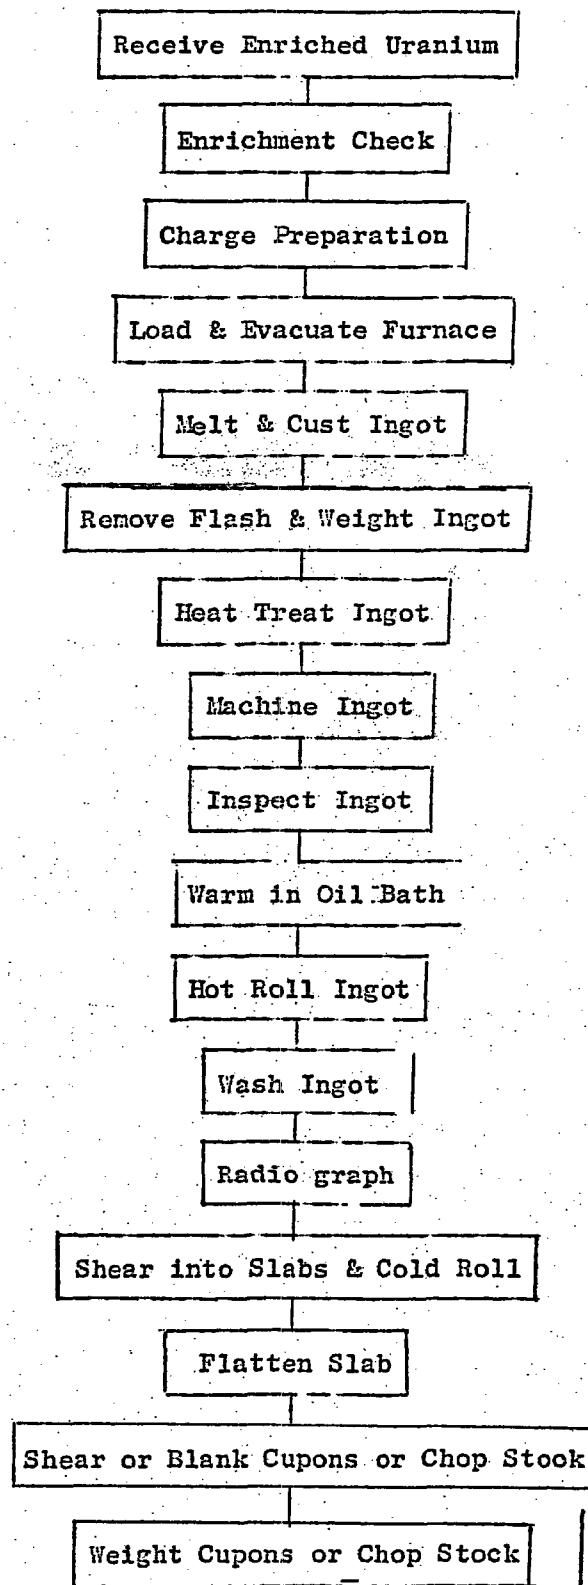 Receive Enriched Uranium
Enrichment Check
Charge Preparation
Load & Evacuate Furnace
Melt & Cust Ingot
Remove Flash & Weight Ingot
Heat Treat Ingot
Machine Ingot
Inspect Ingot
Warm in Oil Bath
Hot Roll Ingot
Wash Ingot
Radio graph
Shear into Slabs & Cold Roll
Flatten Slab
Shear or Blank Cupons or Chop Stook
Weight Cupons or Chop Stock